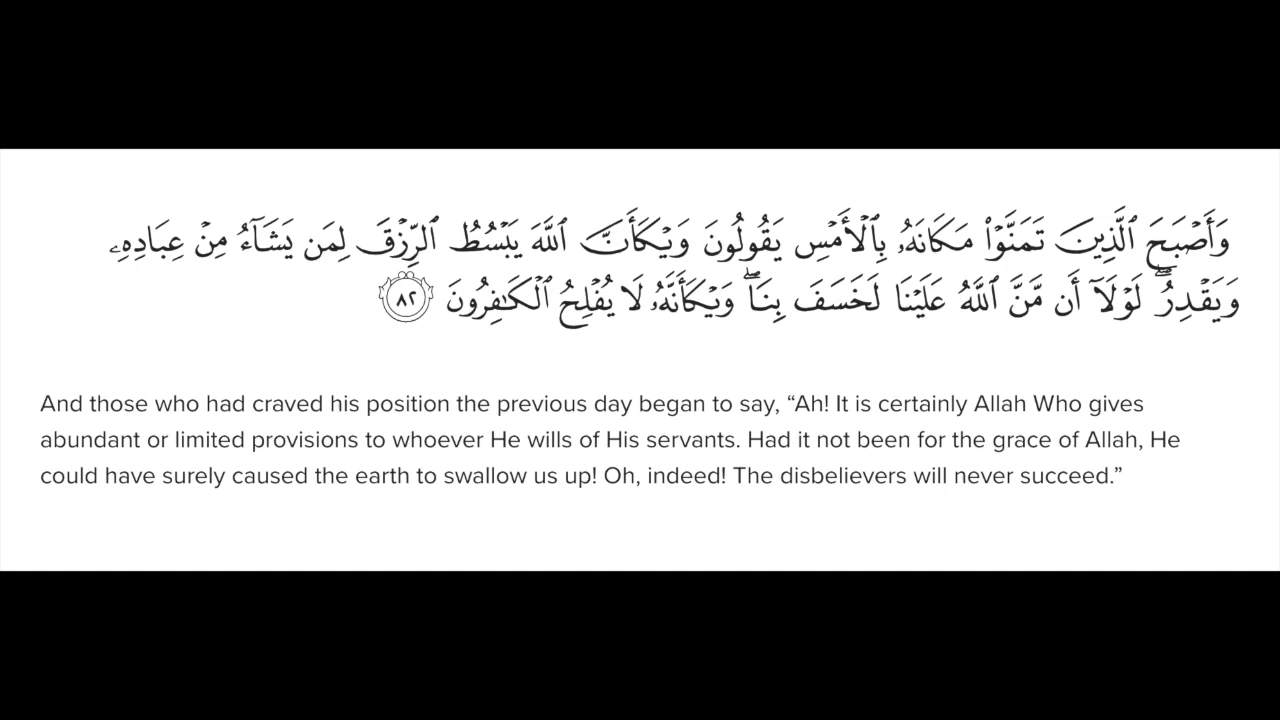 وَأَصْبَحَ ٱلَّذِينَ تَمَنَّوْا۟ مَكَانَهُۥ بِٱلْأَمْسِ يَقُولُونَ وَيْكَأَنَّ ٱللَّهَ يَبْسُطُ ٱلرِّزْقَ لِمَن يَشَآءُ مِنْ عِبَادِهِۦ
وَيَقْدِرُ ۖ لَوْلَآ أَن مَّنَّ ٱللَّهُ عَلَيْنَا لَخَسَفَ بِنَا ۖ وَيْكَأَنَّهُۥ لَا يُفْلِحُ ٱلْكَـٰفِرُونَ ٨٢
And those who had craved his position the previous day began to say, “Ah! It is certainly Allah Who gives
abundant or limited provisions to whoever He wills of His servants. Had it not been for the grace of Allah, He
could have surely caused the earth to swallow us up! Oh, indeed! The disbelievers will never succeed.”